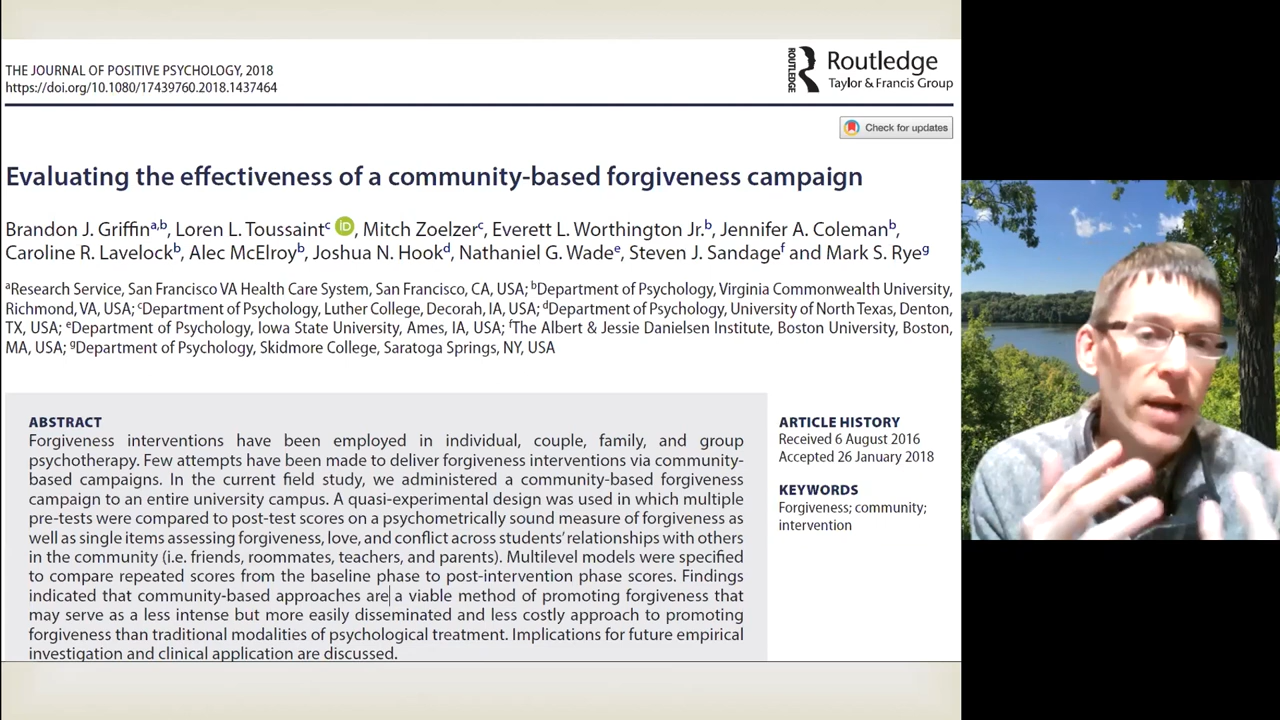 THE JOURNAL OF POSITIVE PSYCHOLOGY, 2018
https://doi.org/10.1080/17439760.2018.1437464
ROUTLEDGE
Routledge
Taylor & Francis Group
Check for updates
Evaluating the effectiveness of a community-based forgiveness campaign
Brandon J. Griffinᵃ,ᵇ, Loren L. Toussaintᶜ iD, Mitch Zoelzerᶜ, Everett L. Worthington Jr.ᵇ, Jennifer A. Colemanᵇ,
Caroline R. Lavelockᵇ, Alec McElroyᵇ, Joshua N. Hookᵈ, Nathaniel G. Wadeᵉ, Steven J. Sandageᶠ and Mark S. Ryeᵍ
ᵃResearch Service, San Francisco VA Health Care System, San Francisco, CA, USA; ᵇDepartment of Psychology, Virginia Commonwealth University,
Richmond, VA, USA; ᶜDepartment of Psychology, Luther College, Decorah, IA, USA; ᵈDepartment of Psychology, University of North Texas, Denton,
TX, USA; ᵉDepartment of Psychology, Iowa State University, Ames, IA, USA; ᶠThe Albert & Jessie Danielsen Institute, Boston University, Boston,
MA, USA; ᵍDepartment of Psychology, Skidmore College, Saratoga Springs, NY, USA
ABSTRACT
Forgiveness interventions have been employed in individual, couple, family, and group
psychotherapy. Few attempts have been made to deliver forgiveness interventions via community-
based campaigns. In the current field study, we administered a community-based forgiveness
campaign to an entire university campus. A quasi-experimental design was used in which multiple
pre-tests were compared to post-test scores on a psychometrically sound measure of forgiveness as
well as single items assessing forgiveness, love, and conflict across students' relationships with others
in the community (i.e. friends, roommates, teachers, and parents). Multilevel models were specified
to compare repeated scores from the baseline phase to post-intervention phase scores. Findings
indicated that community-based approaches are a viable method of promoting forgiveness that
may serve as a less intense but more easily disseminated and less costly approach to promoting
forgiveness than traditional modalities of psychological treatment. Implications for future empirical
investigation and clinical application are discussed.
ARTICLE HISTORY
Received 6 August 2016
Accepted 26 January 2018
KEYWORDS
Forgiveness; community;
intervention